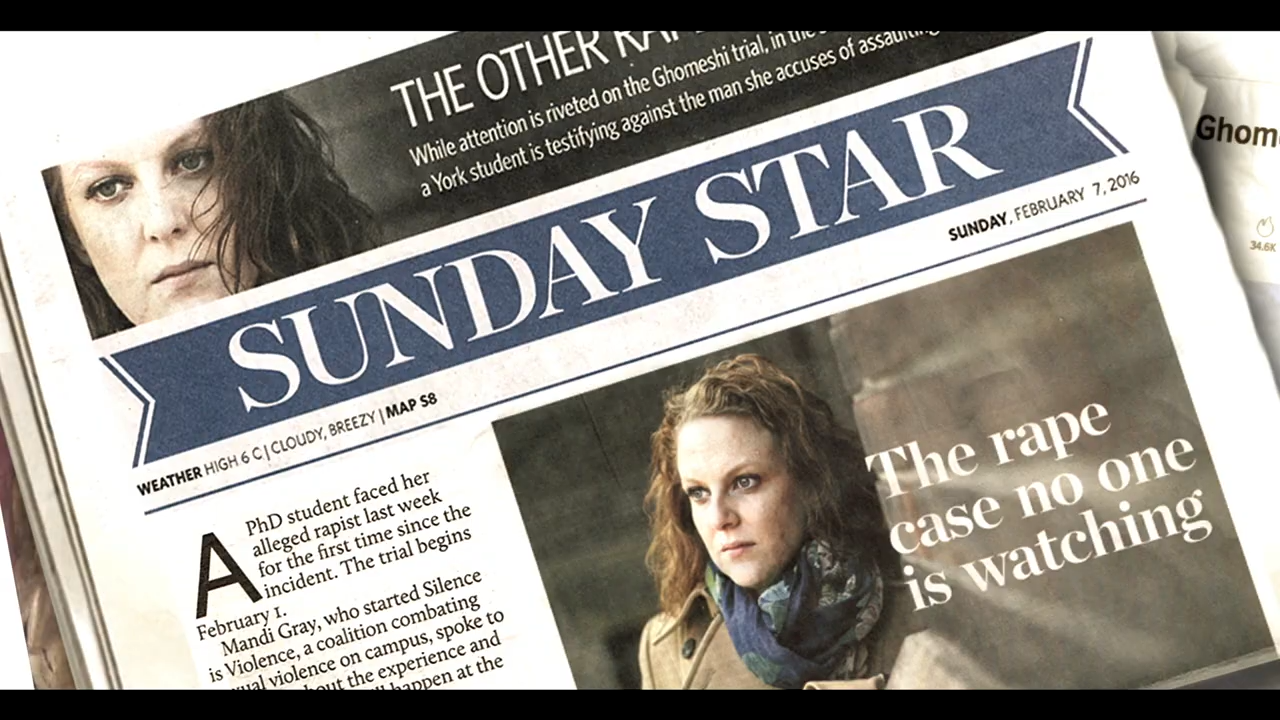 THE OTHER
While attention is riveted on the Ghomeshi trial, in the
a York student is testifying against the man she accuses of assaulting
SUNDAY STAR
SUNDAY, FEBRUARY 7, 2016
WEATHER HIGH 6 C | CLOUDY, BREEZY | MAP S8
A PhD student faced her
alleged rapist last week
for the first time since the
incident. The trial begins
February 1.
Mandi Gray, who started Silence
is Violence, a coalition combating
violence on campus, spoke to
the experience and
happen at the
The rape
case no one
is watching
34.6K